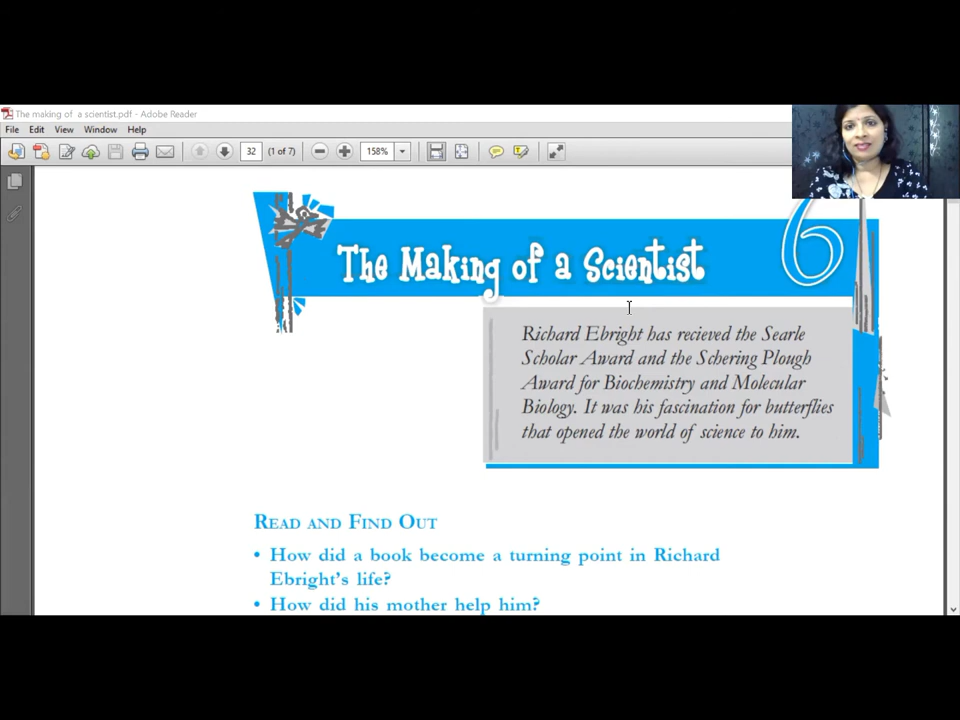 The making of a scientist.pdf - Adobe Reader
File Edit View Window Help
32 (1 of 7) 158%
6
The Making of a Scientist
Richard Ebright has recieved the Searle
Scholar Award and the Schering Plough
Award for Biochemistry and Molecular
Biology. It was his fascination for butterflies
that opened the world of science to him.
READ AND FIND OUT
• How did a book become a turning point in Richard
Ebright's life?
• How did his mother help him?